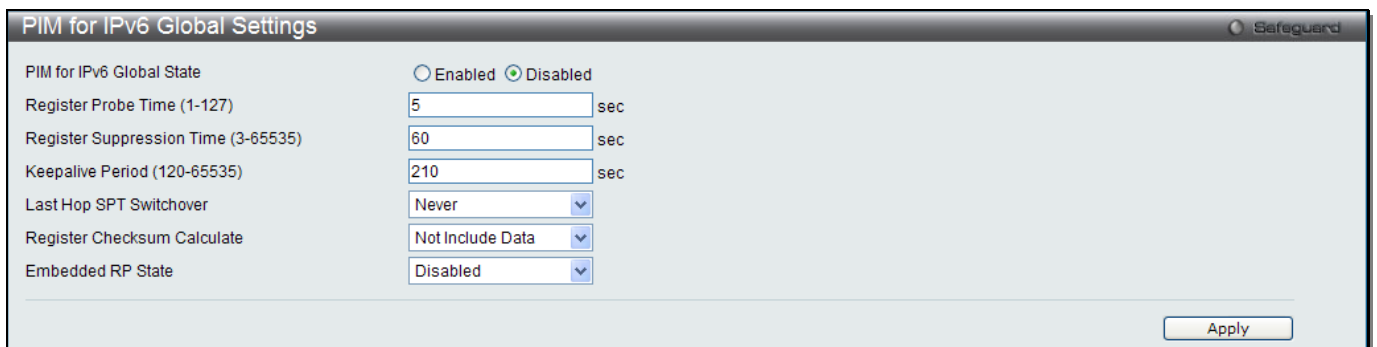 PIM for IPv6 Global Settings Safeguard
PIM for IPv6 Global State Enabled Disabled
Register Probe Time (1-127) 5 sec
Register Suppression Time (3-65535) 60 sec
Keepalive Period (120-65535) 210 sec
Last Hop SPT Switchover Never
Register Checksum Calculate Not Include Data
Embedded RP State Disabled
Apply